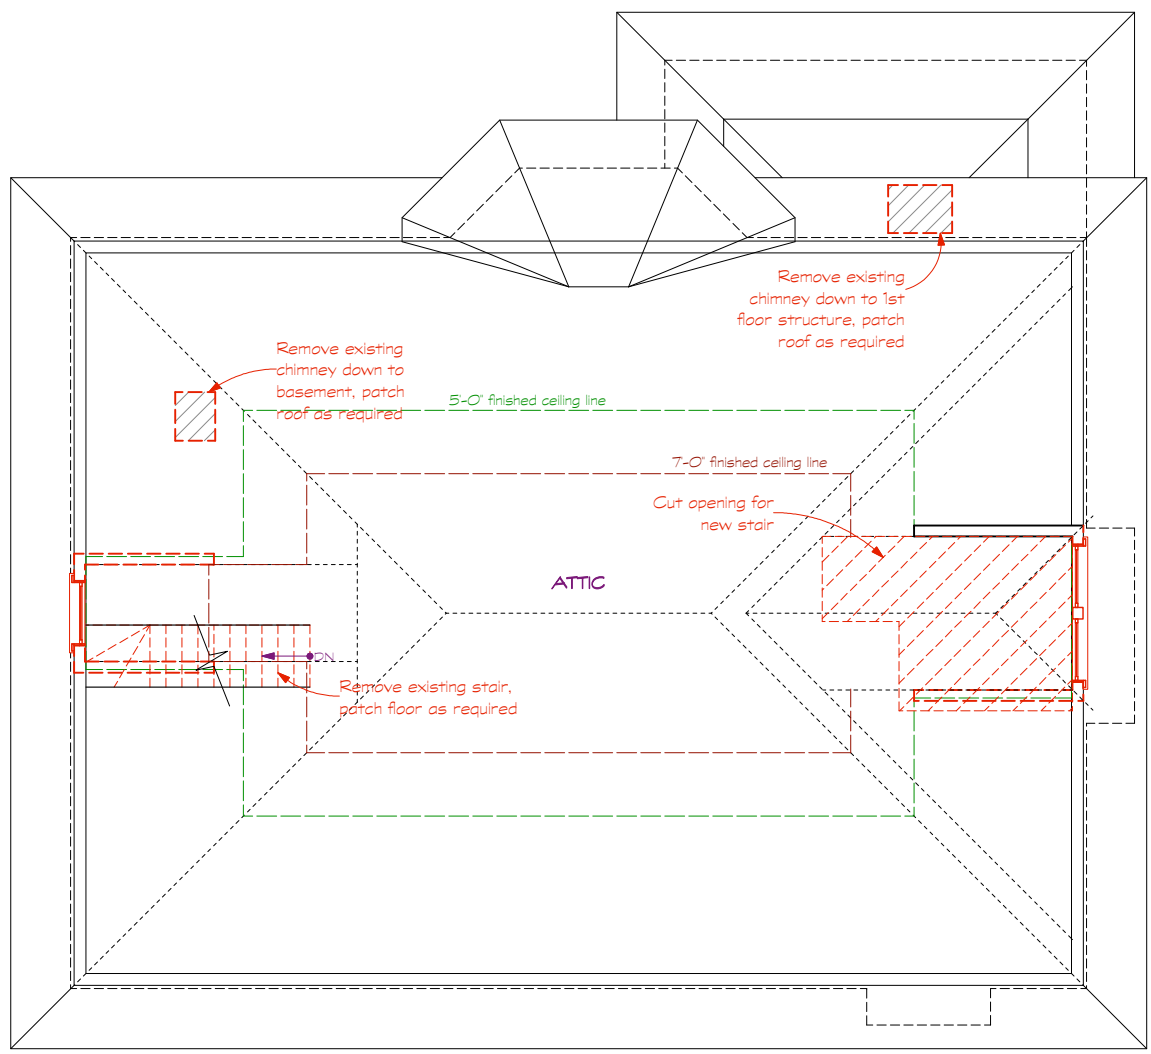 Remove existing
chimney down to 1st
floor structure, patch
roof as required
Remove existing
chimney down to
basement, patch
roof as required
5'-0" finished ceiling line
7-0" finished ceiling line
Cut opening for
new stair
ATTIC
DN
Remove existing stair,
patch floor as required